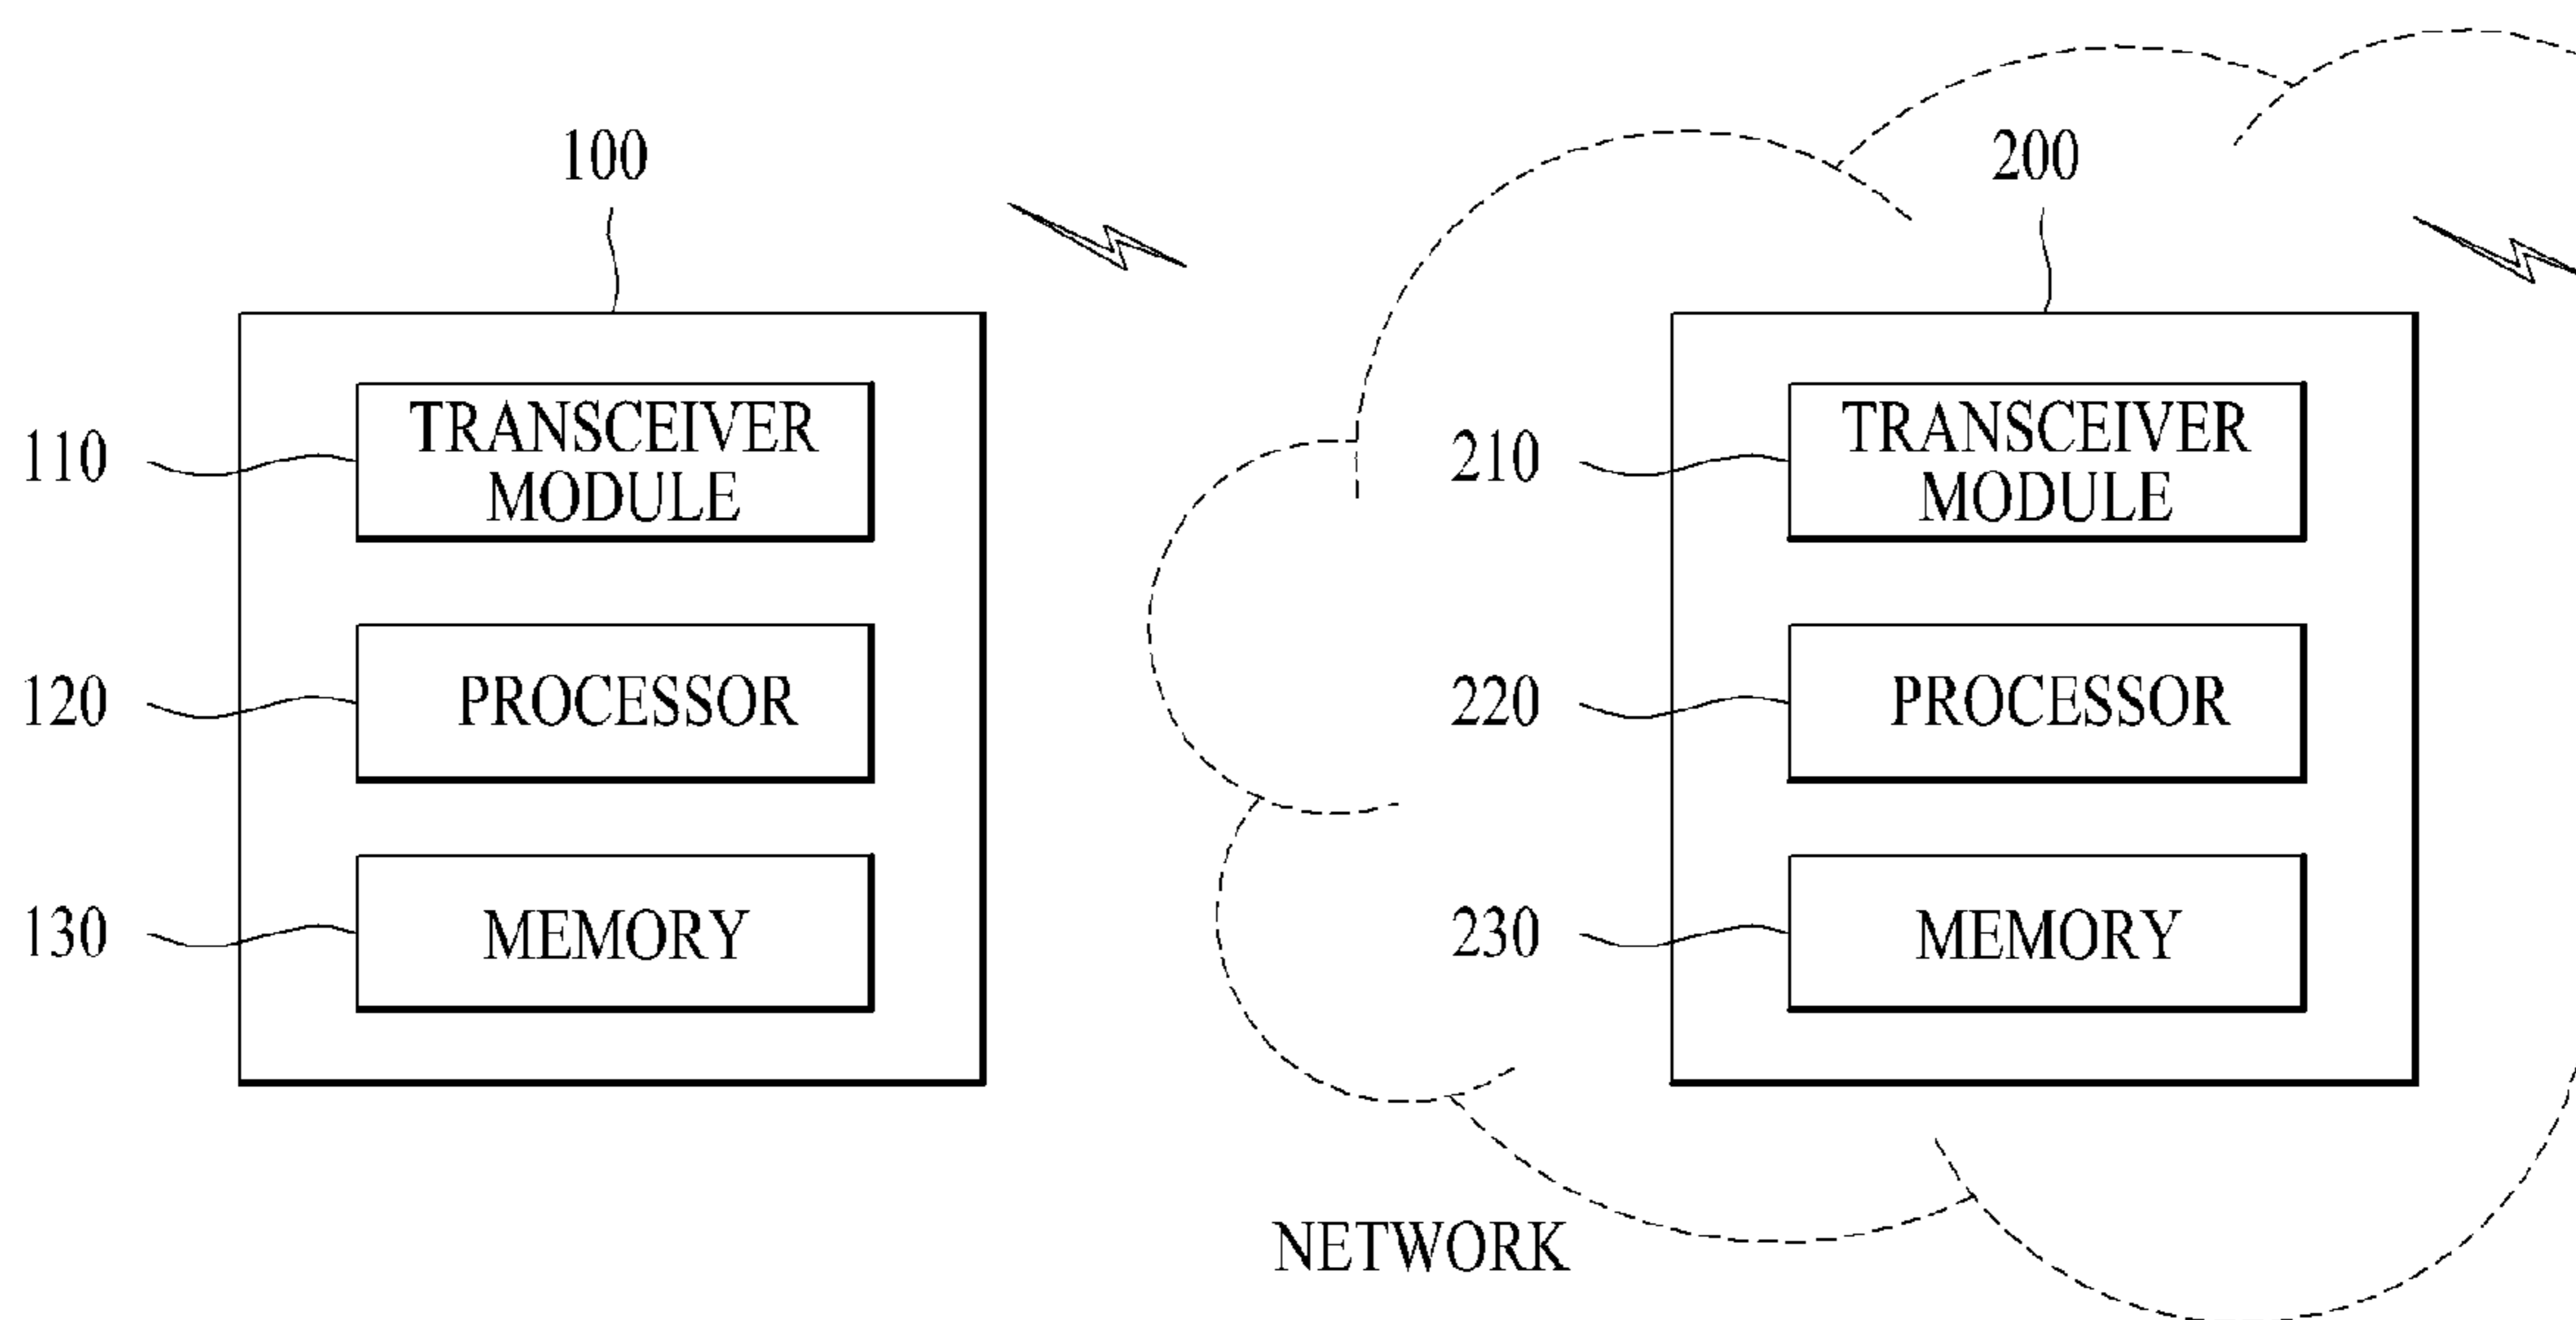 100
200
110
TRANSCEIVER
MODULE
210
TRANSCEIVER
MODULE
120
PROCESSOR
220
PROCESSOR
130
MEMORY
230
MEMORY
NETWORK